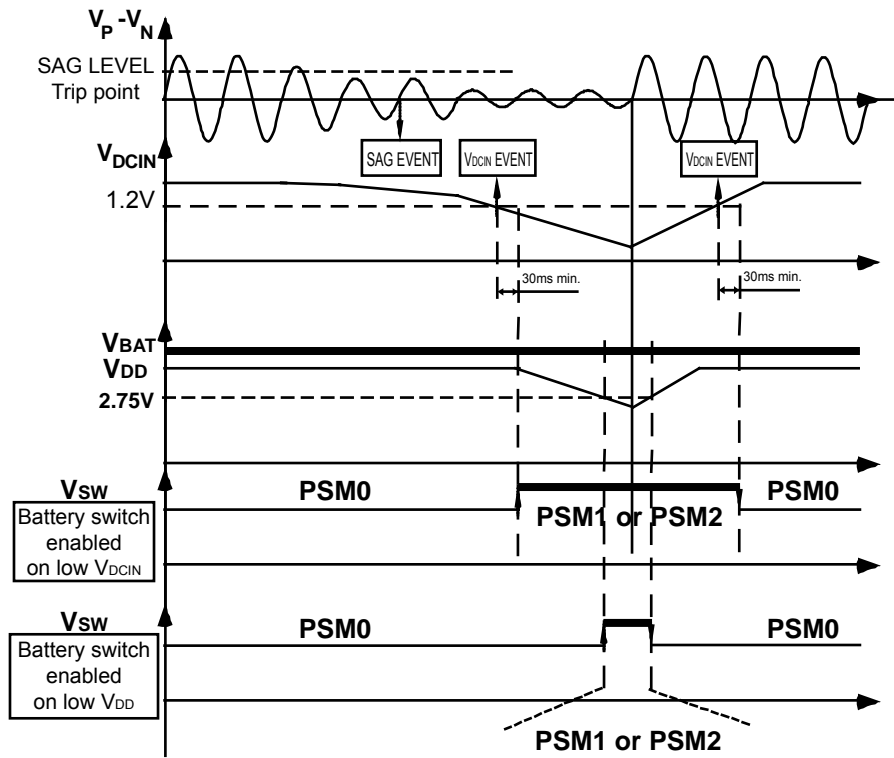 VP -VN
SAG LEVEL
Trip point
SAG EVENT
VDCIN EVENT
VDCIN EVENT
VDCIN
1.2V
30ms min.
30ms min.
VBAT
VDD
2.75V
VSW
PSM0
PSM1 or PSM2
PSM0
Battery switch
enabled
on low VDCIN
VSW
PSM0
PSM0
Battery switch
enabled
on low VDD
PSM1 or PSM2